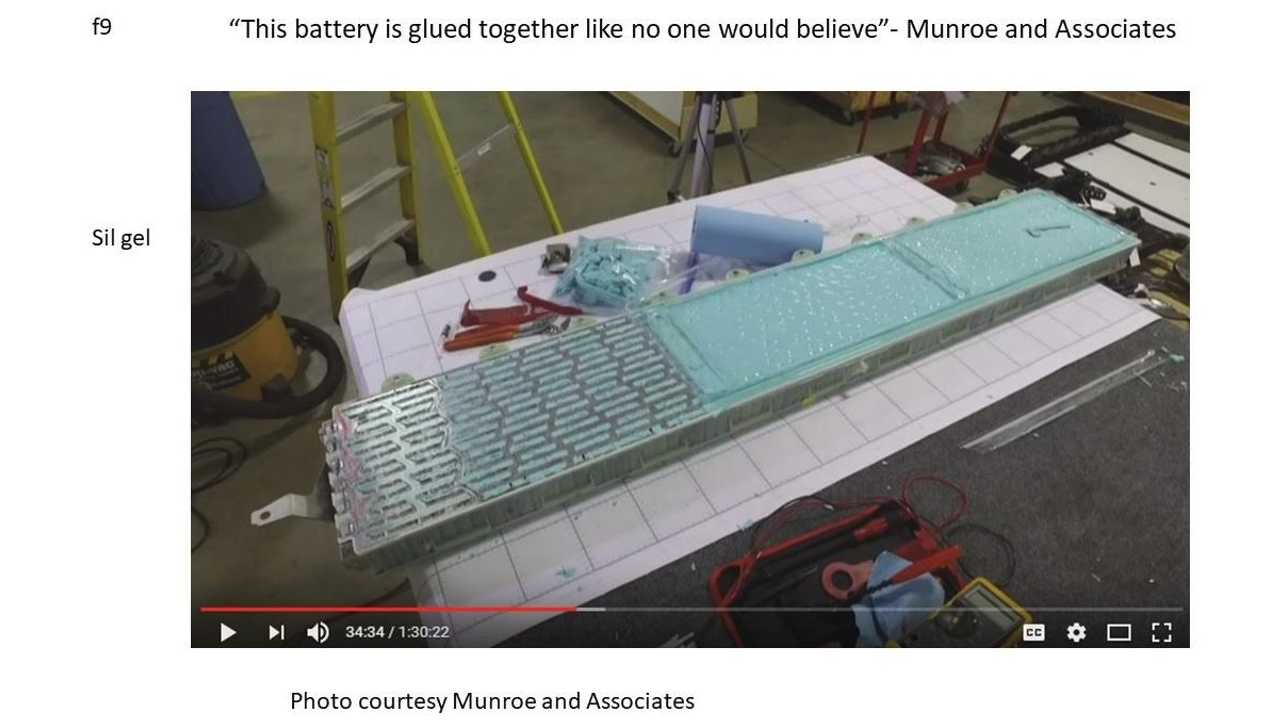 f9
“This battery is glued together like no one would believe”- Munroe and Associates
Sil gel
34:34 / 1:30:22
CC
Photo courtesy Munroe and Associates